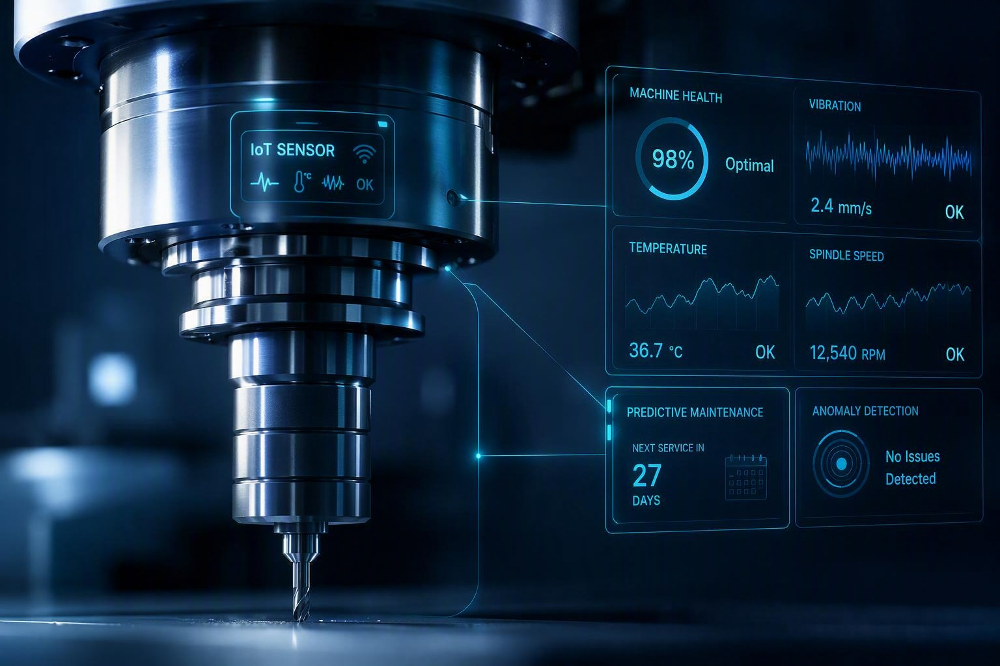 IoT SENSOR
°C
OK
MACHINE HEALTH
98%
Optimal
VIBRATION
2.4 mm/s
OK
TEMPERATURE
36.7 °C
OK
SPINDLE SPEED
12,540 RPM
OK
PREDICTIVE MAINTENANCE
NEXT SERVICE IN
27
DAYS
ANOMALY DETECTION
No Issues
Detected